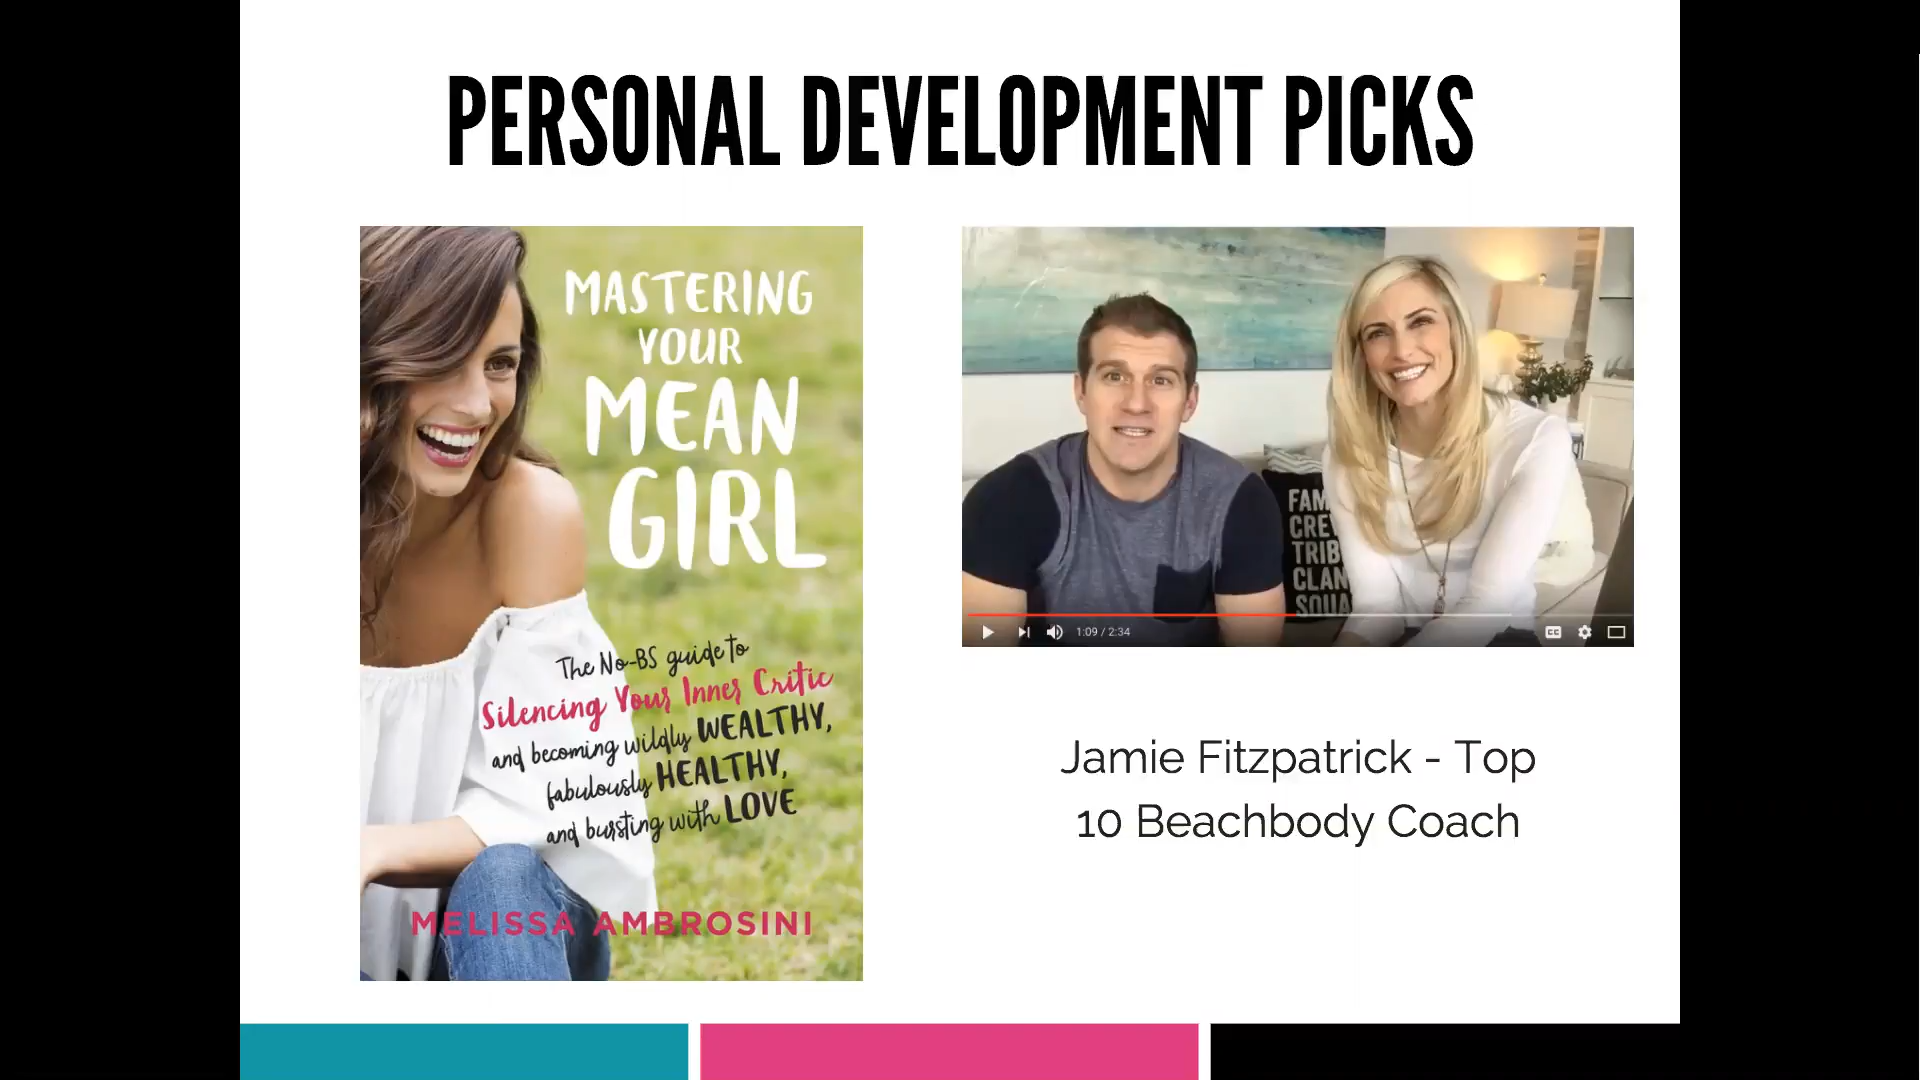 PERSONAL DEVELOPMENT PICKS
MASTERING
YOUR
MEAN
GIRL
The No-BS guide to
Silencing Your Inner Critic
and becoming wildly WEALTHY,
fabulously HEALTHY,
and bursting with LOVE
MELISSA AMBROSINI
FAM
CRE
TRIB
CLAN
SQUA
1:09 / 2:34
CC
Jamie Fitzpatrick - Top
10 Beachbody Coach